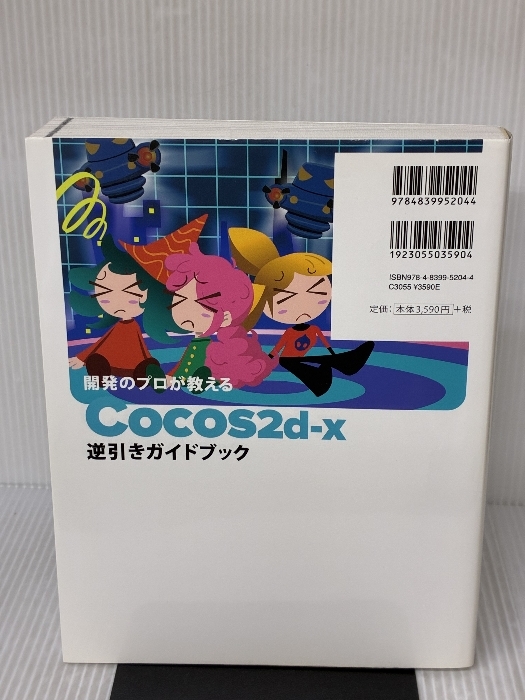 9784839952044
1923055035904
ISBN978-4-8399-5204-4
C3055 ¥3590E
定価:本体3,590円+税
開発のプロが教える
Cocos2d-x
逆引きガイドブック